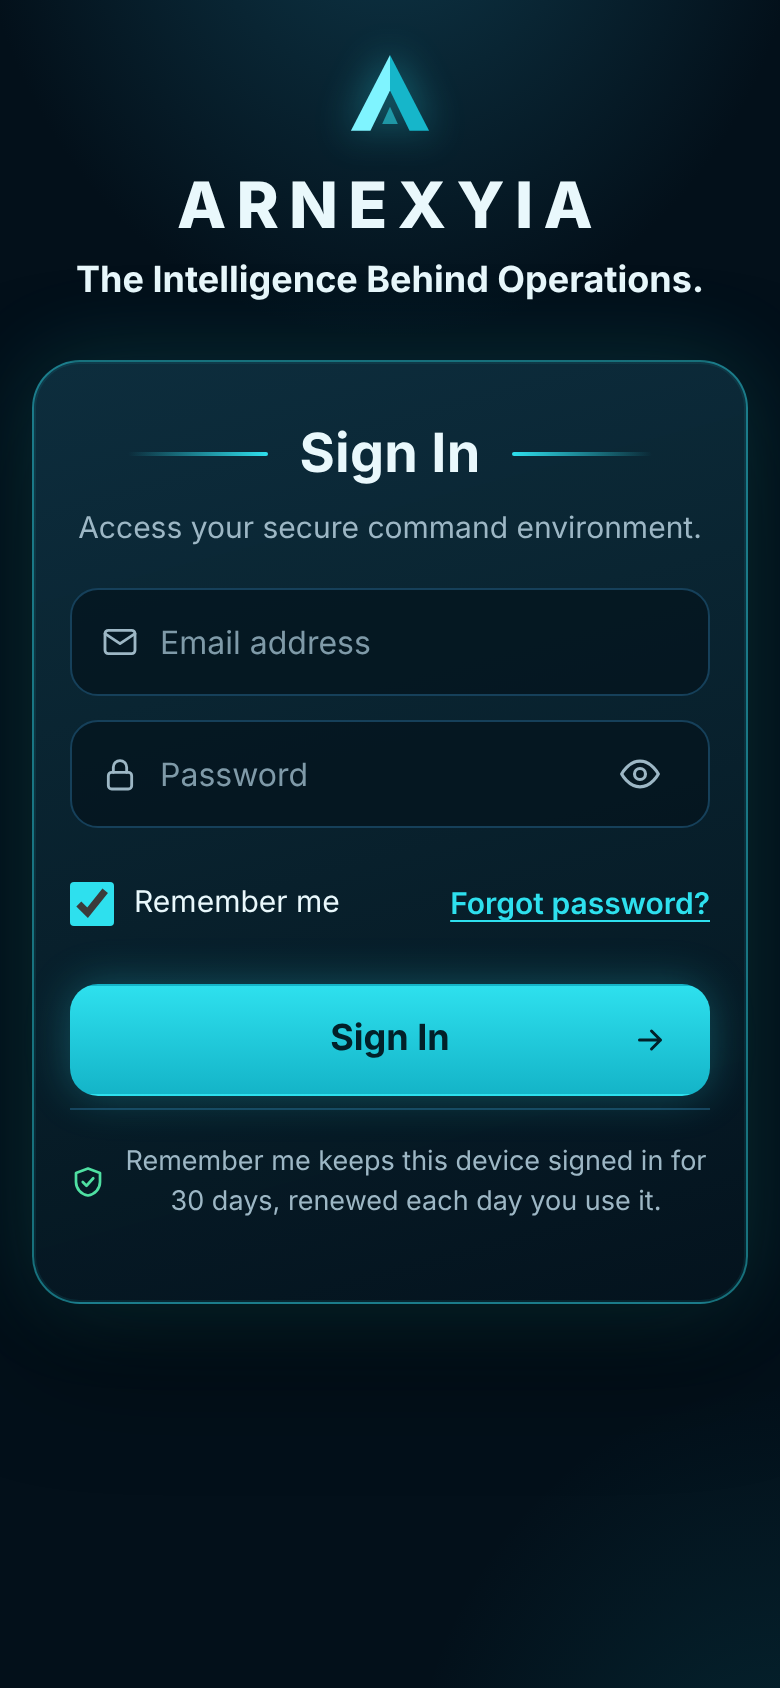 ARNEXYIA
The Intelligence Behind Operations.
Sign In
Access your secure command environment.
Email address
Password
Remember me
Forgot password?
Sign In
Remember me keeps this device signed in for
30 days, renewed each day you use it.